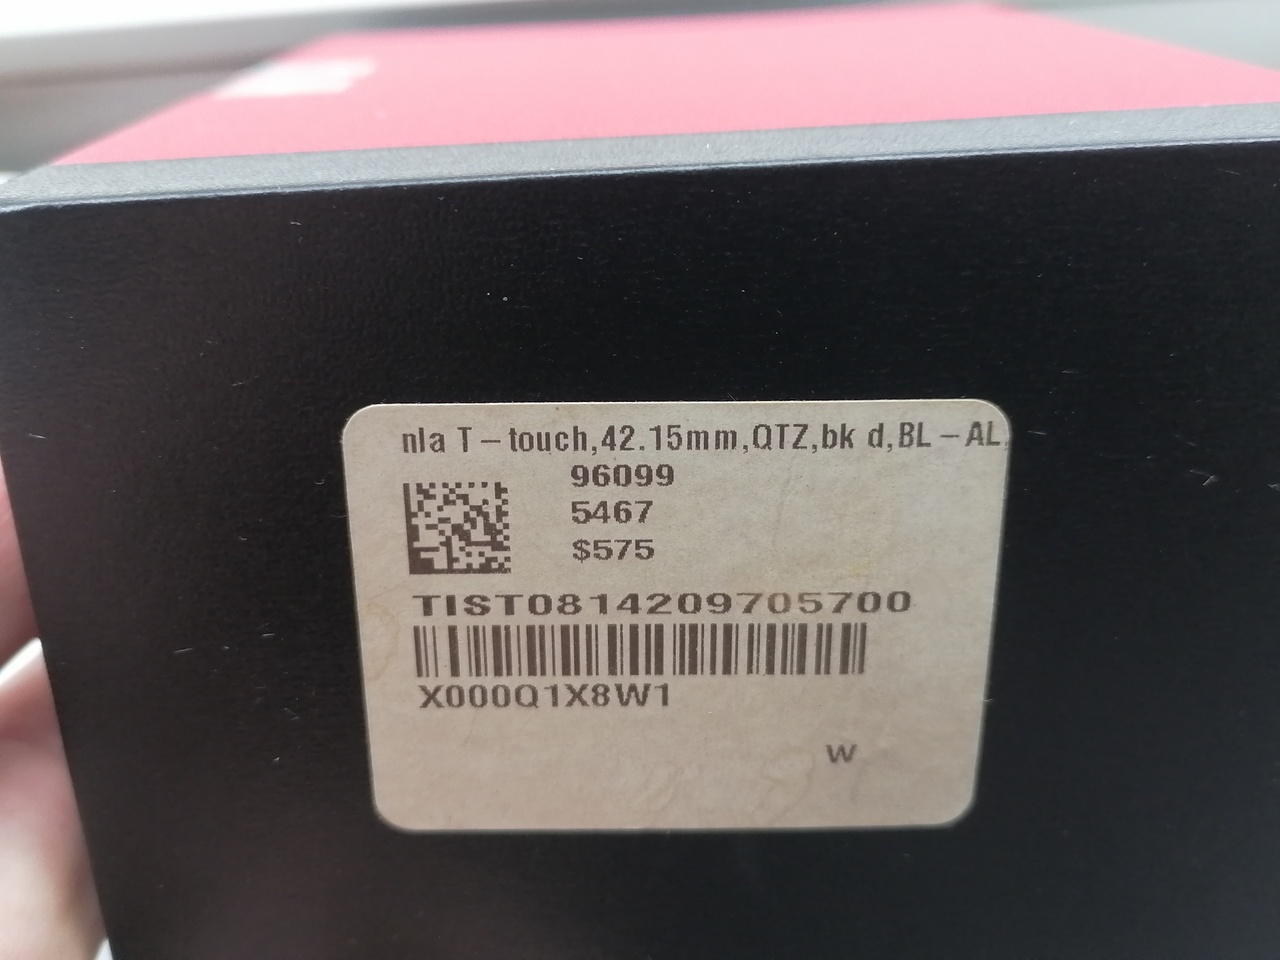 nla T-touch,42.15mm,QTZ,bk d,BL-AL,
96099
5467
$575
TIST0814209705700
X000Q1X8W1
W